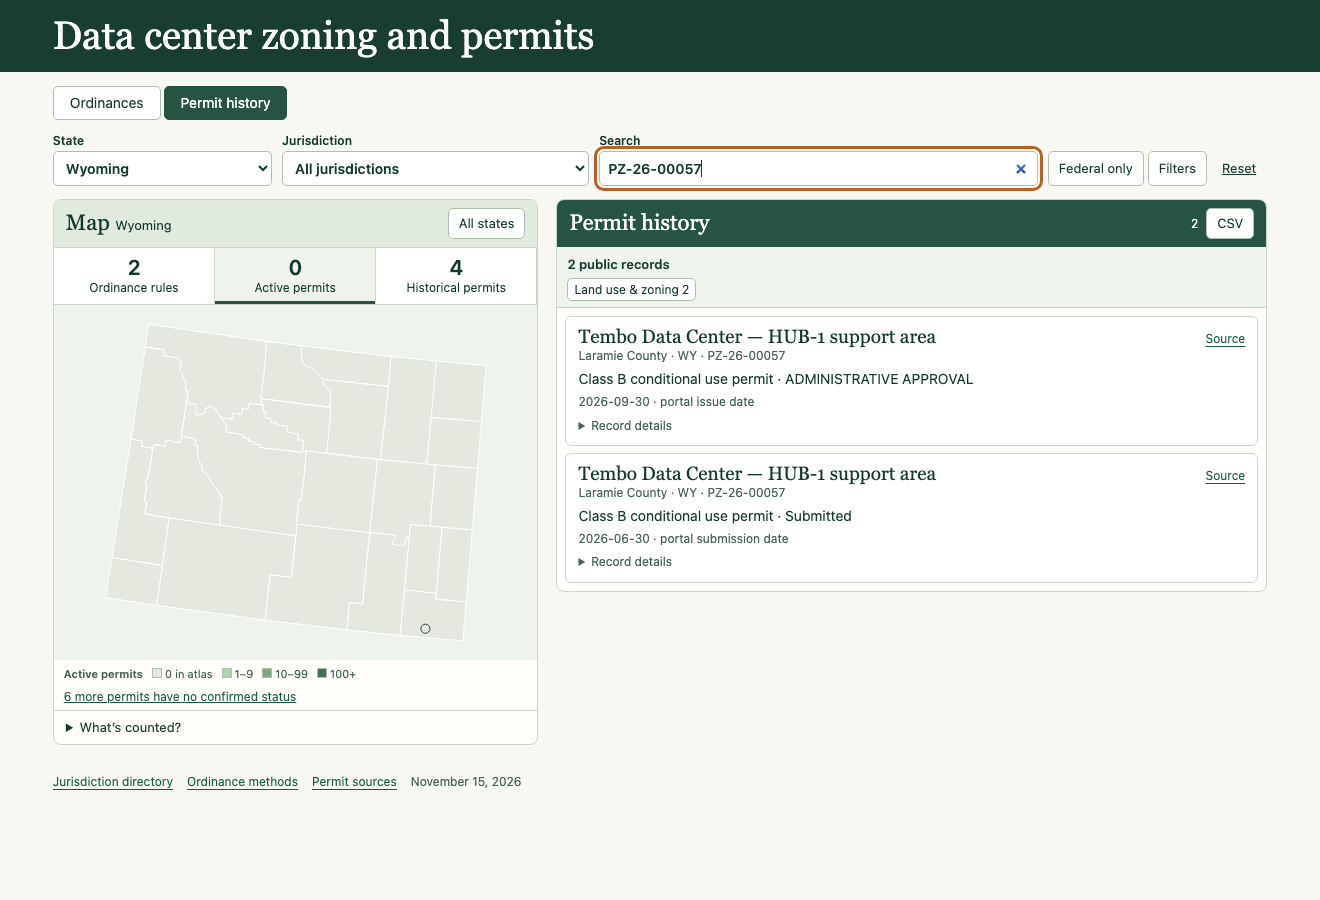 Data center zoning and permits
Ordinances Permit history
State Jurisdiction Search
Wyoming All jurisdictions PZ-26-00057 Federal only Filters Reset
Map Wyoming All states
2 0 4
Ordinance rules Active permits Historical permits
Active permits 0 in atlas 1–9 10–99 100+
6 more permits have no confirmed status
What's counted?
Permit history 2 CSV
2 public records
Land use & zoning 2
Tembo Data Center — HUB-1 support area Source
Laramie County · WY · PZ-26-00057
Class B conditional use permit · ADMINISTRATIVE APPROVAL
2026-09-30 · portal issue date
Record details
Tembo Data Center — HUB-1 support area Source
Laramie County · WY · PZ-26-00057
Class B conditional use permit · Submitted
2026-06-30 · portal submission date
Record details
Jurisdiction directory Ordinance methods Permit sources November 15, 2026